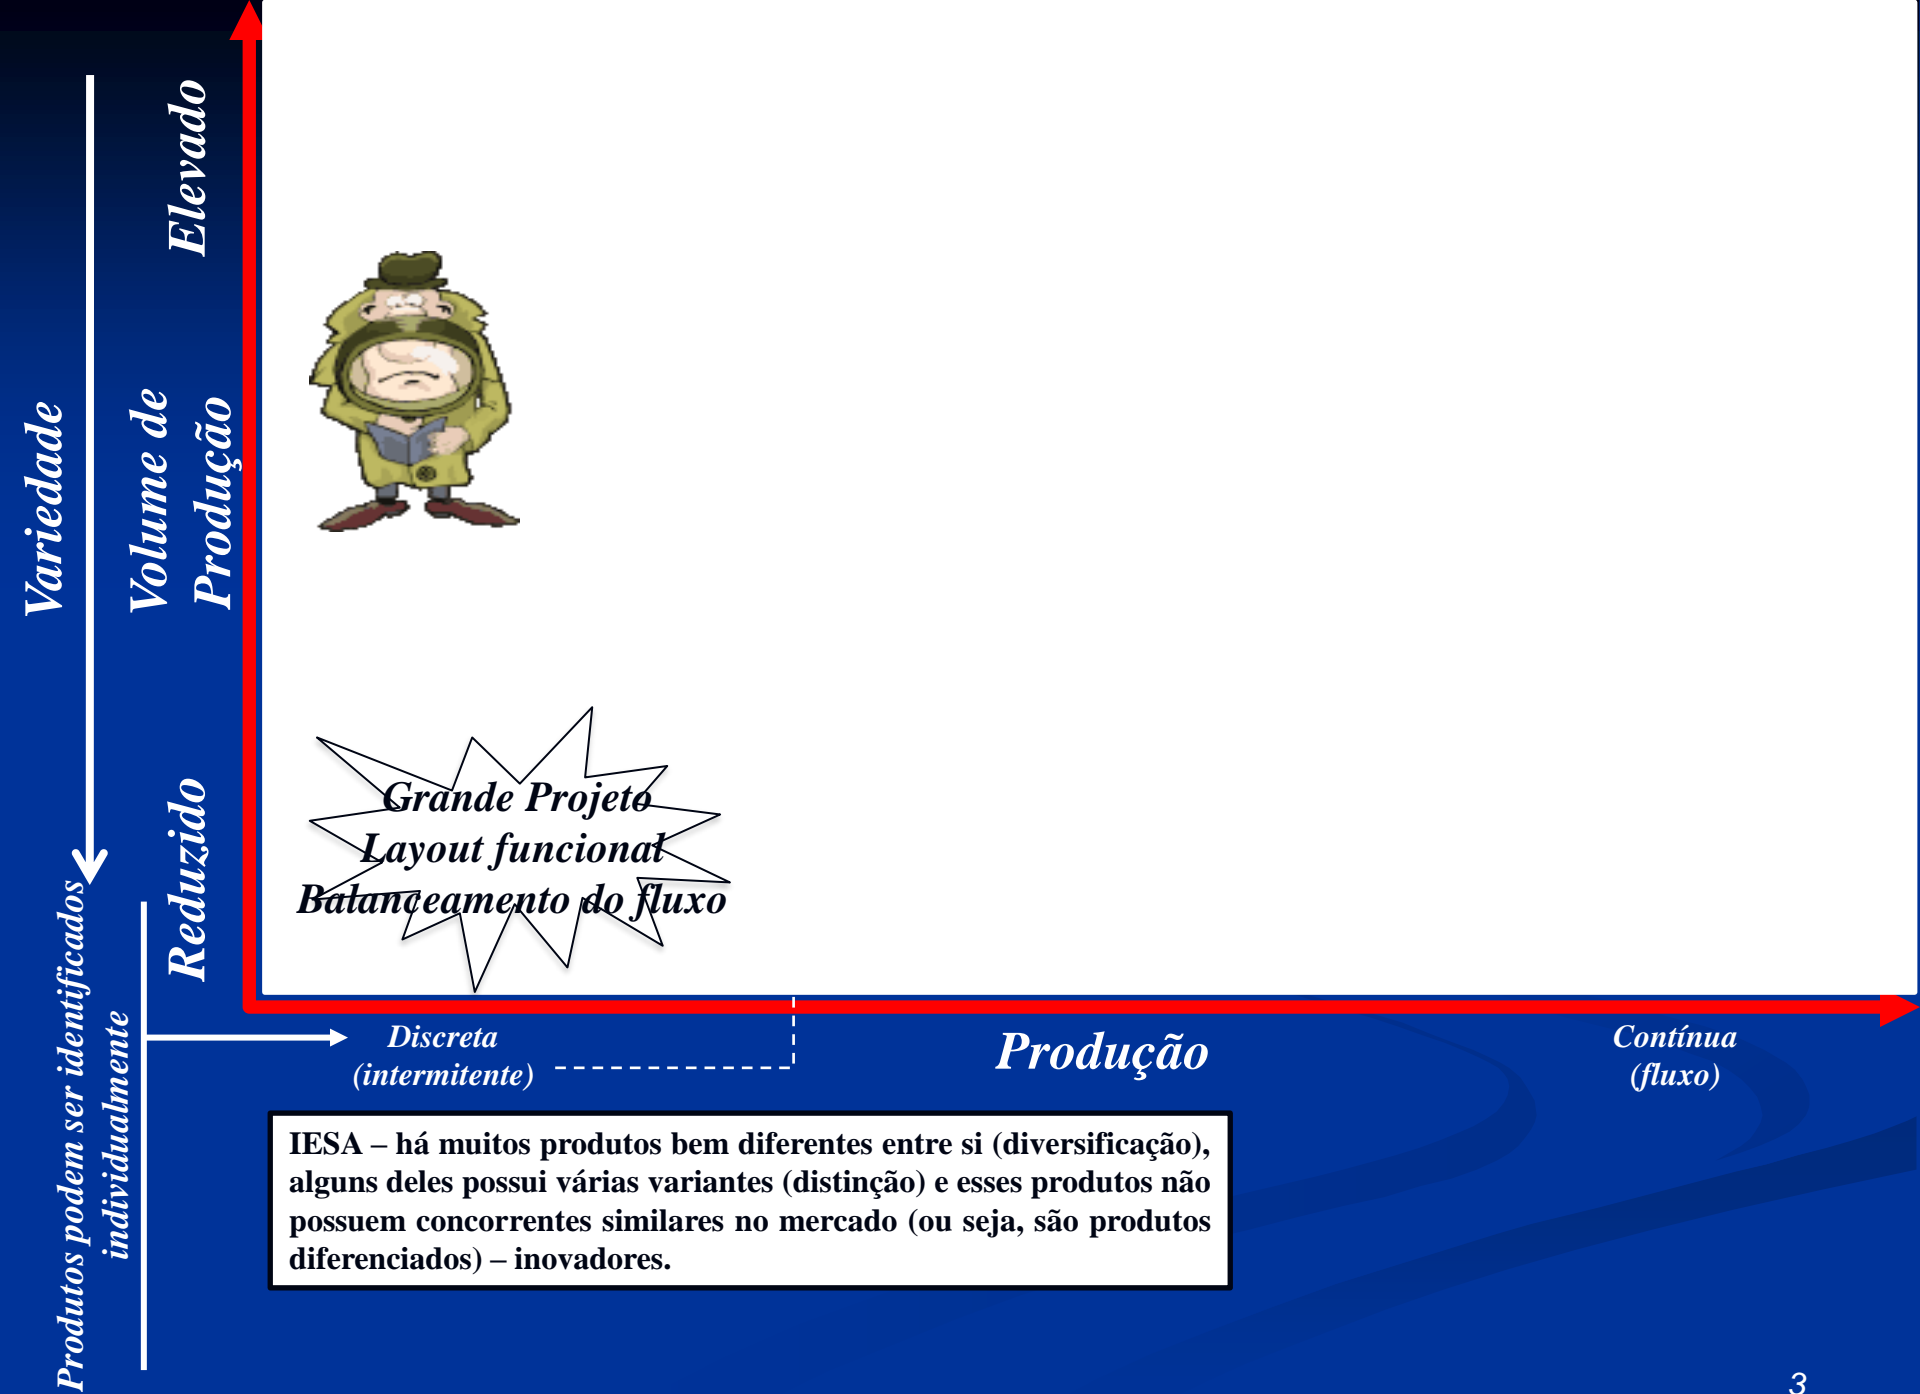 Variedade
Volume de
Produção
Elevado
Reduzido
Grande Projeto
Layout funcional
Balanceamento do fluxo
Produtos podem ser identificados
individualmente
Discreta
(intermitente)
Produção
Contínua
(fluxo)
IESA – há muitos produtos bem diferentes entre si (diversificação),
alguns deles possui várias variantes (distinção) e esses produtos não
possuem concorrentes similares no mercado (ou seja, são produtos
diferenciados) – inovadores.
3